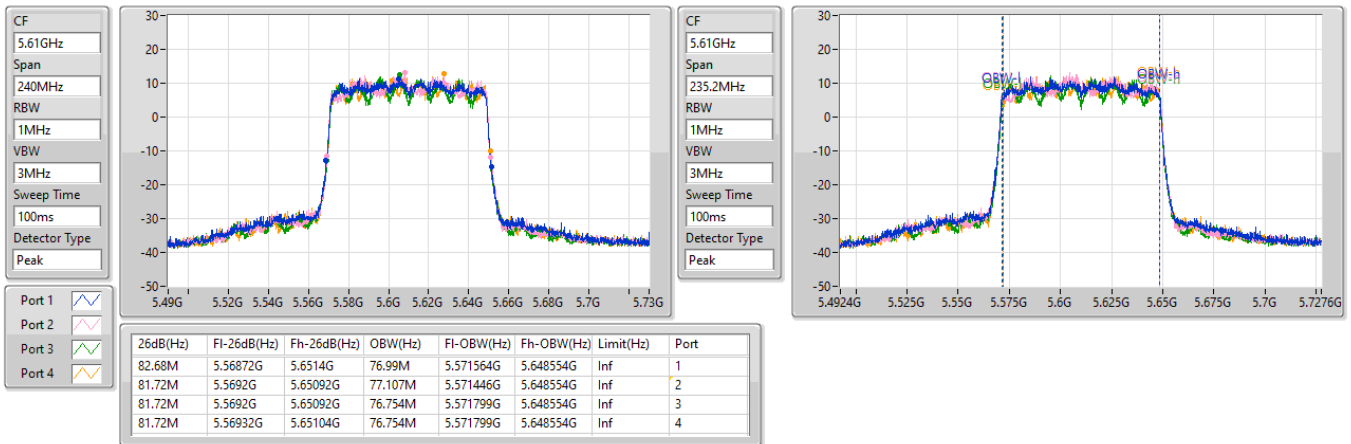 CF
5.61GHz
Span
240MHz
RBW
1MHz
VBW
3MHz
Sweep Time
100ms
Detector Type
Peak
30
20
10
0
-10
-20
-30
-40
-50
5.49G 5.52G 5.54G 5.56G 5.58G 5.6G 5.62G 5.64G 5.66G 5.68G 5.7G 5.73G
CF
5.61GHz
Span
235.2MHz
RBW
1MHz
VBW
3MHz
Sweep Time
100ms
Detector Type
Peak
30
20
10
0
-10
-20
-30
-40
-50
OBW-l OBW-h
5.4924G 5.525G 5.55G 5.575G 5.6G 5.625G 5.65G 5.675G 5.7G 5.7276G
Port 1
Port 2
Port 3
Port 4
26dB(Hz) Fl-26dB(Hz) Fh-26dB(Hz) OBW(Hz) Fl-OBW(Hz) Fh-OBW(Hz) Limit(Hz) Port
82.68M 5.56872G 5.6514G 76.99M 5.571564G 5.648554G Inf 1
81.72M 5.5692G 5.65092G 77.107M 5.571446G 5.648554G Inf 2
81.72M 5.5692G 5.65092G 76.754M 5.571799G 5.648554G Inf 3
81.72M 5.56932G 5.65104G 76.754M 5.571799G 5.648554G Inf 4